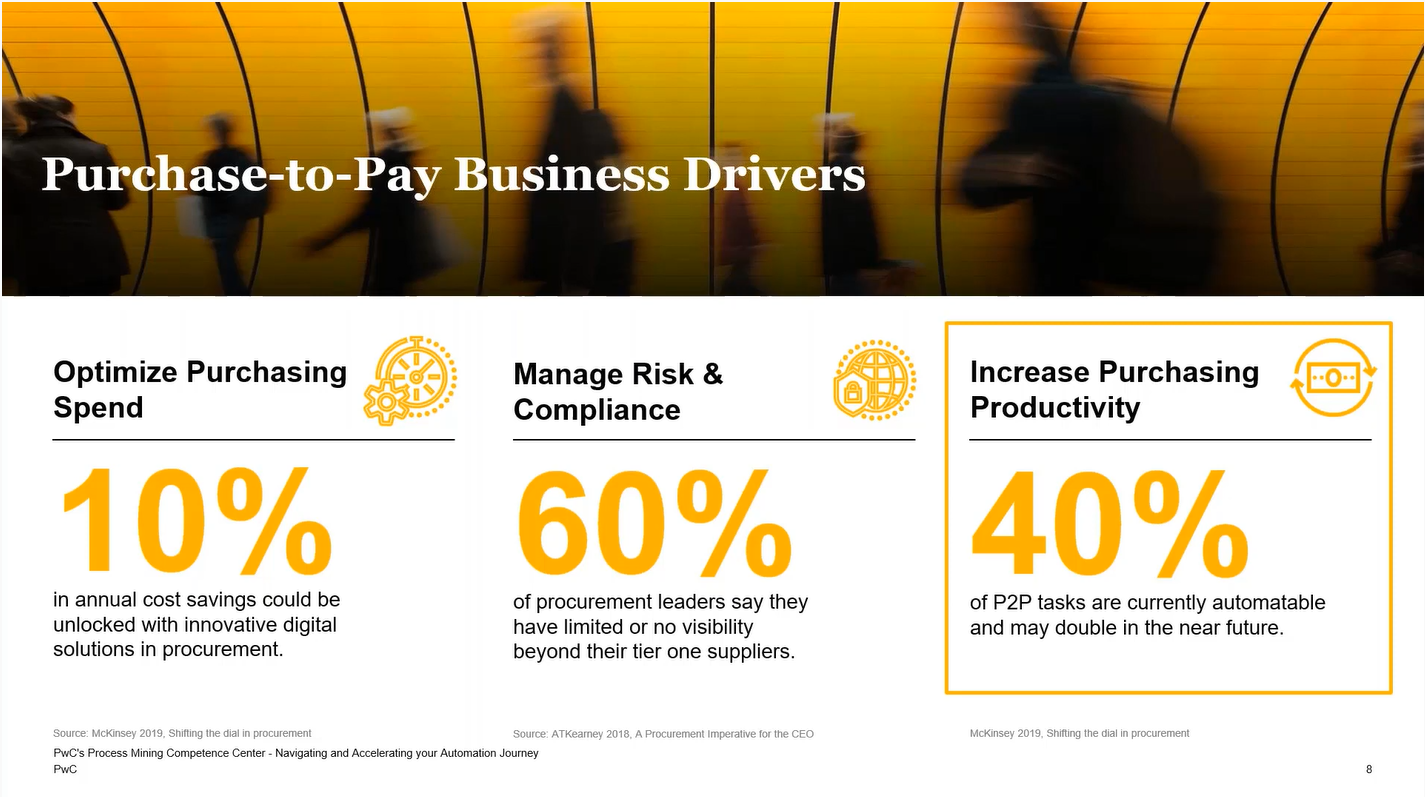 Purchase-to-Pay Business Drivers
Optimize Purchasing
Spend
10%
in annual cost savings could be
unlocked with innovative digital
solutions in procurement.
Source: McKinsey 2019, Shifting the dial in procurement
Manage Risk &
Compliance
60%
of procurement leaders say they
have limited or no visibility
beyond their tier one suppliers.
Source: ATKearney 2018, A Procurement Imperative for the CEO
Increase Purchasing
Productivity
40%
of P2P tasks are currently automatable
and may double in the near future.
McKinsey 2019, Shifting the dial in procurement
PwC's Process Mining Competence Center - Navigating and Accelerating your Automation Journey
PwC
8